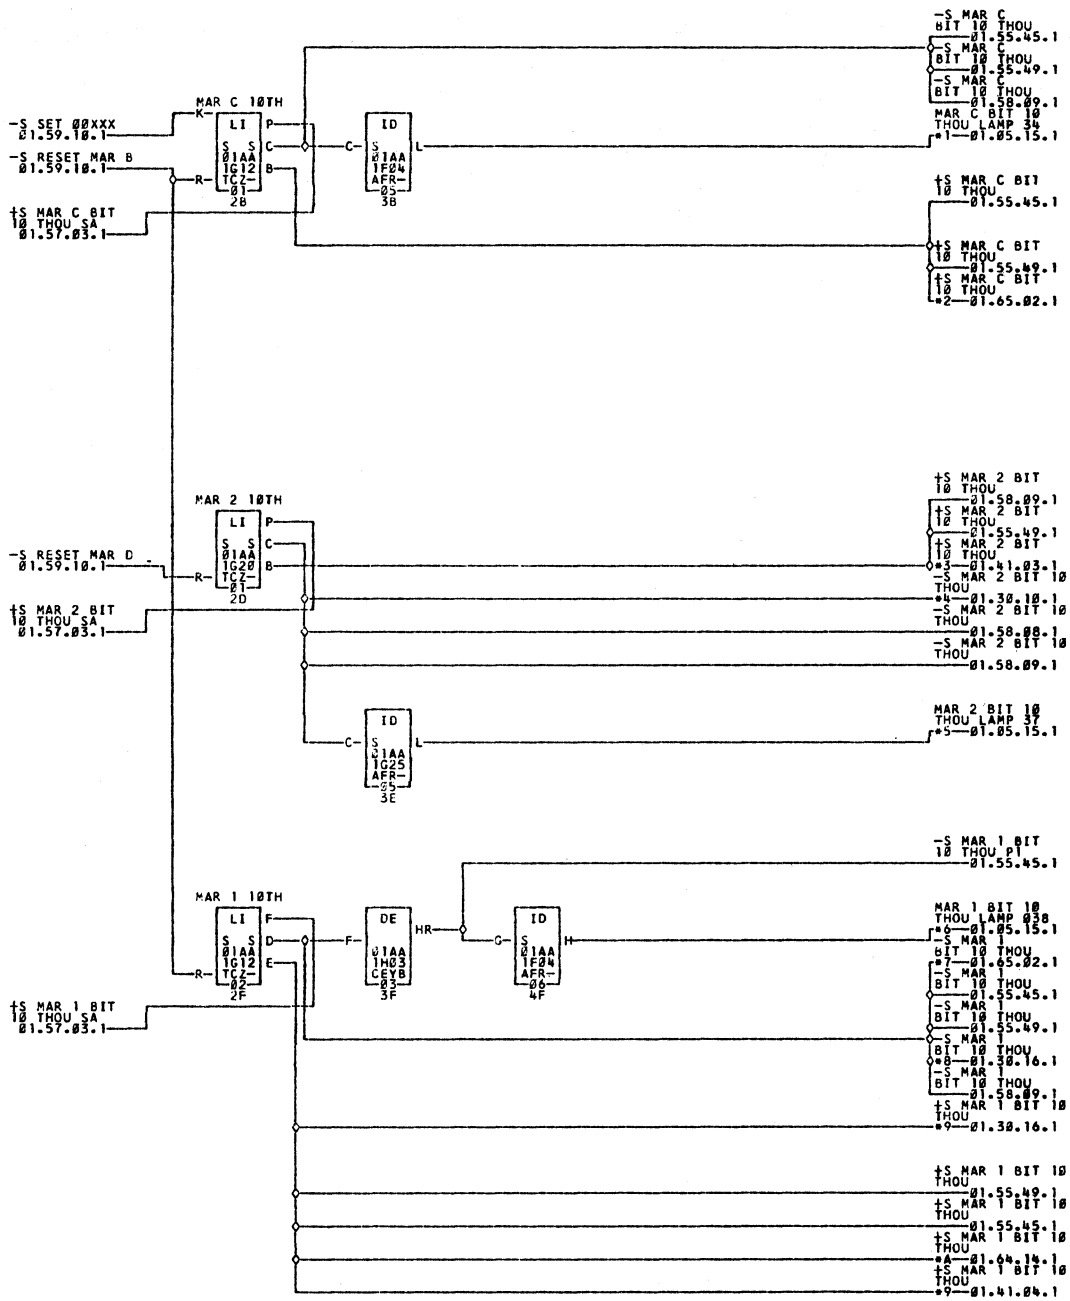 -S MAR C
BIT 10 THOU
01.55.45.1
-S MAR C
BIT 10 THOU
01.55.49.1
-S MAR C
BIT 10 THOU
01.58.09.1
MAR C 10TH
-S SET 00XXX
01.59.10.1
K
LI P
S S C
01AA
1G12 B
R TCZ-
01
2B
C
ID
S
01AA
1F04
AFR-
05
3B
L
MAR C BIT 10
THOU LAMP 34
*1 01.05.15.1
-S RESET MAR B
01.59.10.1
+S MAR C BIT
10 THOU SA
01.57.03.1
+S MAR C BIT
10 THOU
01.55.45.1
+S MAR C BIT
10 THOU
01.55.49.1
+S MAR C BIT
10 THOU
*2 01.65.02.1
MAR 2 10TH
LI P
S S C
01AA
1G20 B
R TCZ-
01
2D
-S RESET MAR D
01.59.10.1
+S MAR 2 BIT
10 THOU SA
01.57.03.1
+S MAR 2 BIT
10 THOU
01.58.09.1
+S MAR 2 BIT
10 THOU
01.55.49.1
+S MAR 2 BIT
10 THOU
*3 01.41.03.1
-S MAR 2 BIT 10
THOU
*4 01.30.10.1
-S MAR 2 BIT 10
THOU
01.58.08.1
-S MAR 2 BIT 10
THOU
01.58.09.1
C
ID
S
01AA
1G25
AFR-
05
3E
L
MAR 2 BIT 10
THOU LAMP 37
*5 01.05.15.1
-S MAR 1 BIT
10 THOU P1
01.55.45.1
MAR 1 10TH
LI F
S S D
01AA
1G12 E
R TCZ-
02
2F
F
DE
01AA
1H03
CEYB
03
3F
HR
G
ID
S
01AA
1F04
AFR-
06
4F
H
+S MAR 1 BIT
10 THOU SA
01.57.03.1
MAR 1 BIT 10
THOU LAMP 038
*6 01.05.15.1
-S MAR 1
BIT 10 THOU
*7 01.65.02.1
-S MAR 1
BIT 10 THOU
01.55.45.1
-S MAR 1
BIT 10 THOU
01.55.49.1
-S MAR 1
BIT 10 THOU
*8 01.30.16.1
-S MAR 1
BIT 10 THOU
01.58.09.1
+S MAR 1 BIT 10
THOU
*9 01.30.16.1
+S MAR 1 BIT 10
THOU
01.55.49.1
+S MAR 1 BIT 10
THOU
01.55.45.1
+S MAR 1 BIT 10
THOU
*A 01.64.14.1
+S MAR 1 BIT 10
THOU
*9 01.41.04.1